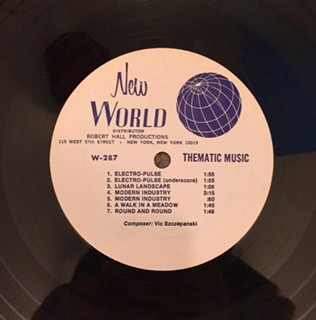 New
WORLD
DISTRIBUTOR
ROBERT HALL PRODUCTIONS
119 WEST 57th STREET • NEW YORK, NEW YORK 10019
W-287 THEMATIC MUSIC
1. ELECTRO-PULSE 1:55
2. ELECTRO-PULSE (underscore) 1:55
3. LUNAR LANDSCAPE 1:06
4. MODERN INDUSTRY 3:15
5. MODERN INDUSTRY :60
6. A WALK IN A MEADOW 1:45
7. ROUND AND ROUND 1:48
Composer: Vic Szczepanski